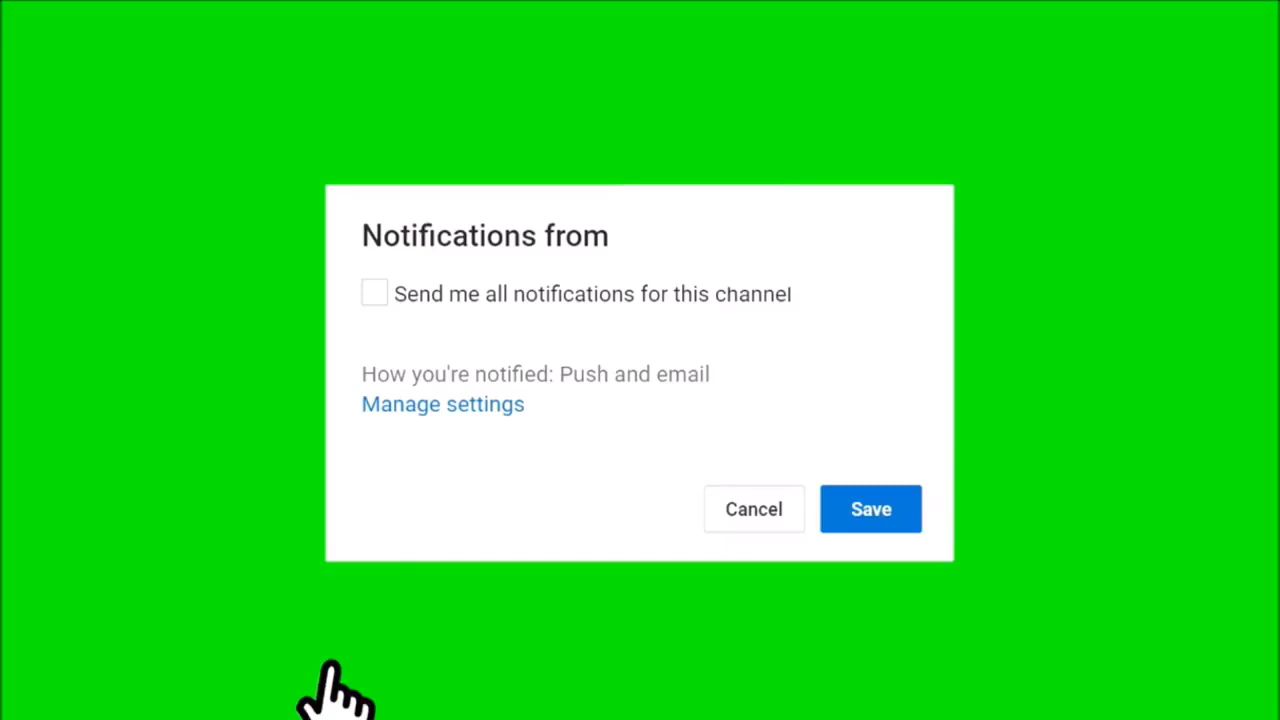 Notifications from
Send me all notifications for this channel
How you're notified: Push and email
Manage settings
Cancel Save